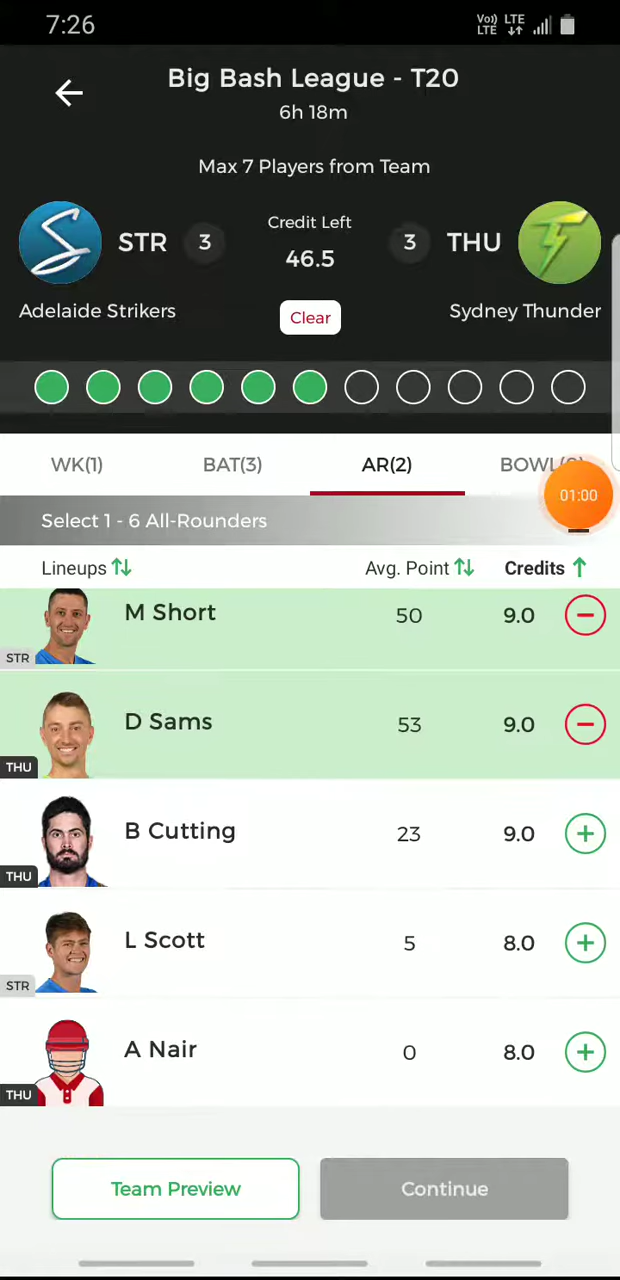 7:26
Vo)) LTE
LTE
Big Bash League - T20
6h 18m
Max 7 Players from Team
STR 3 Credit Left 3 THU
46.5
Adelaide Strikers Sydney Thunder
Clear
WK(1) BAT(3) AR(2)
01:00
Select 1 - 6 All-Rounders
Lineups Avg. Point Credits
M Short 50 9.0
STR
D Sams 53 9.0
THU
B Cutting 23 9.0
THU
L Scott 5 8.0
STR
A Nair 0 8.0
THU
Team Preview Continue